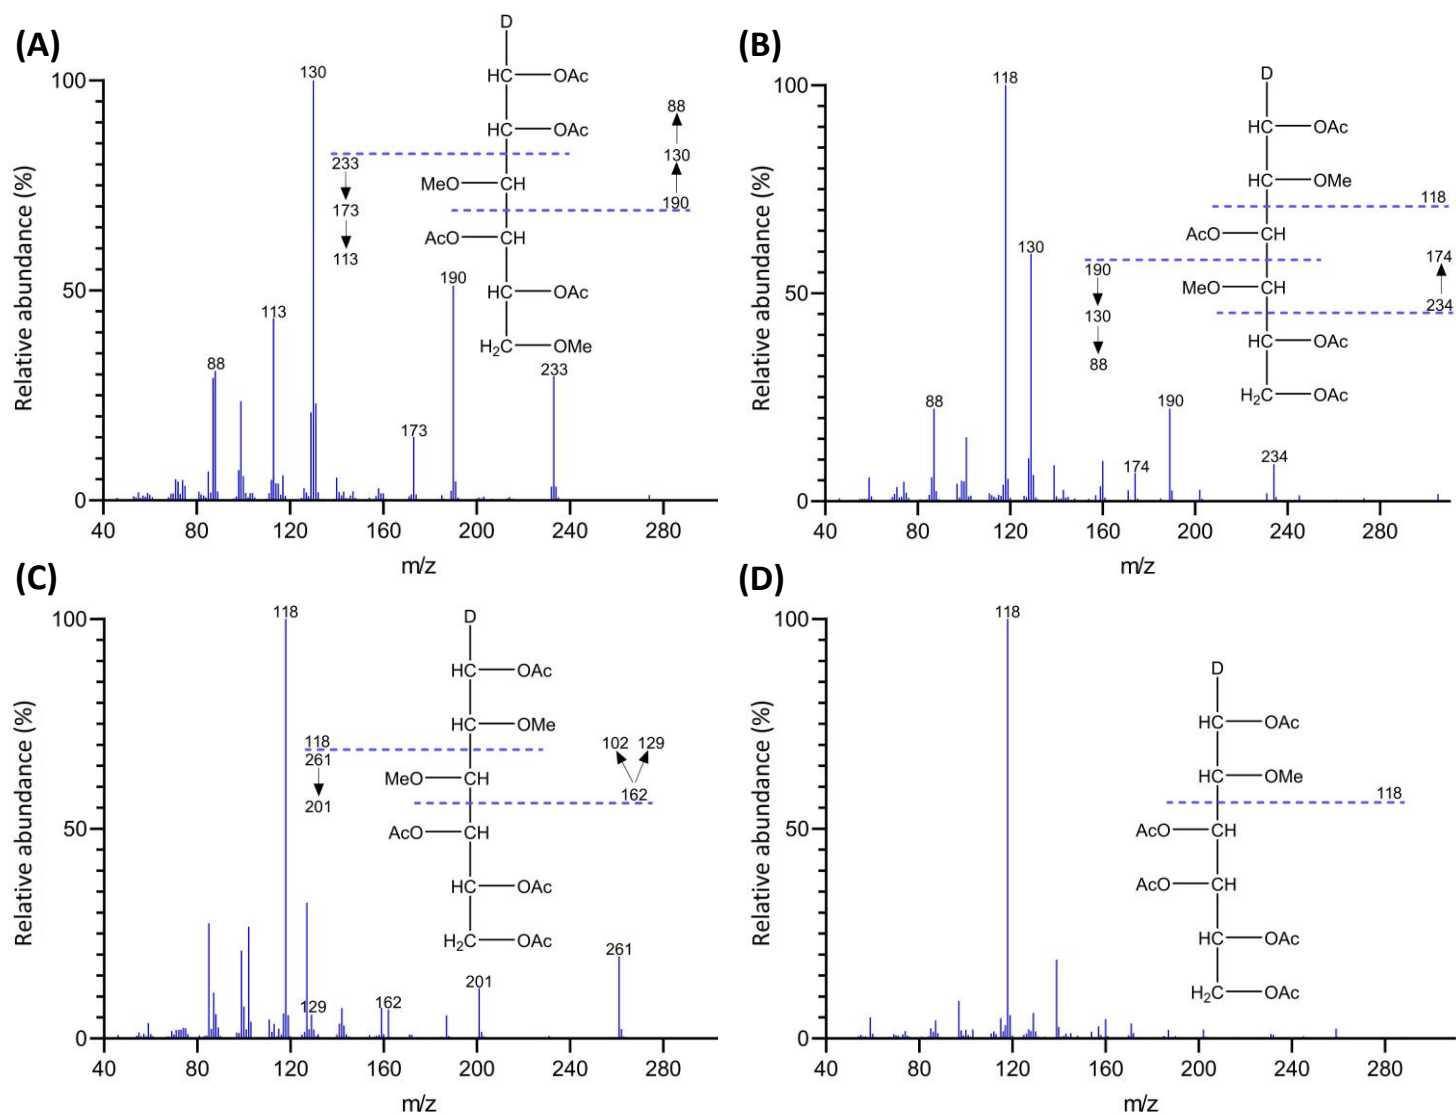 (A)
D
HC OAc
HC OAc
MeO CH
AcO CH
HC OAc
H2C OMe
233
173
113
88
130
190
130
190
113
88
173
233
100
50
0
Relative abundance (%)
40 80 120 160 200 240 280
m/z
(B)
D
HC OAc
HC OMe
AcO CH
MeO CH
HC OAc
H2C OAc
118
174
234
190
130
88
118
130
88
190
174
234
100
50
0
Relative abundance (%)
40 80 120 160 200 240 280
m/z
(C)
D
HC OAc
HC OMe
MeO CH
AcO CH
HC OAc
H2C OAc
118
261
201
102 129
162
118
129
162
201
261
100
50
0
Relative abundance (%)
40 80 120 160 200 240 280
m/z
(D)
D
HC OAc
HC OMe
AcO CH
AcO CH
HC OAc
H2C OAc
118
118
100
50
0
Relative abundance (%)
40 80 120 160 200 240 280
m/z